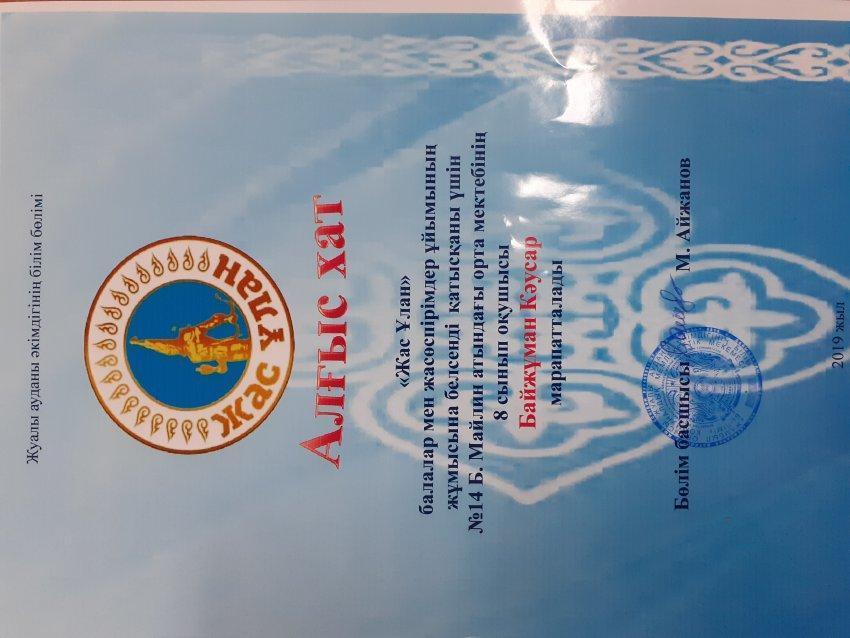 Жуалы ауданы әкімдігінің білім бөлімі
ЖАС ҰЛАН
Алғыс хат
«Жас Ұлан»
балалар мен жасөспірімдер ұйымының
жұмысына белсенді қатысқаны үшін
№14 Б. Майлин атындағы орта мектебінің
8 сынып оқушысы
Байжұман Кәусар
марапатталады
Бөлім басшысы М. Айжанов
2019 жыл